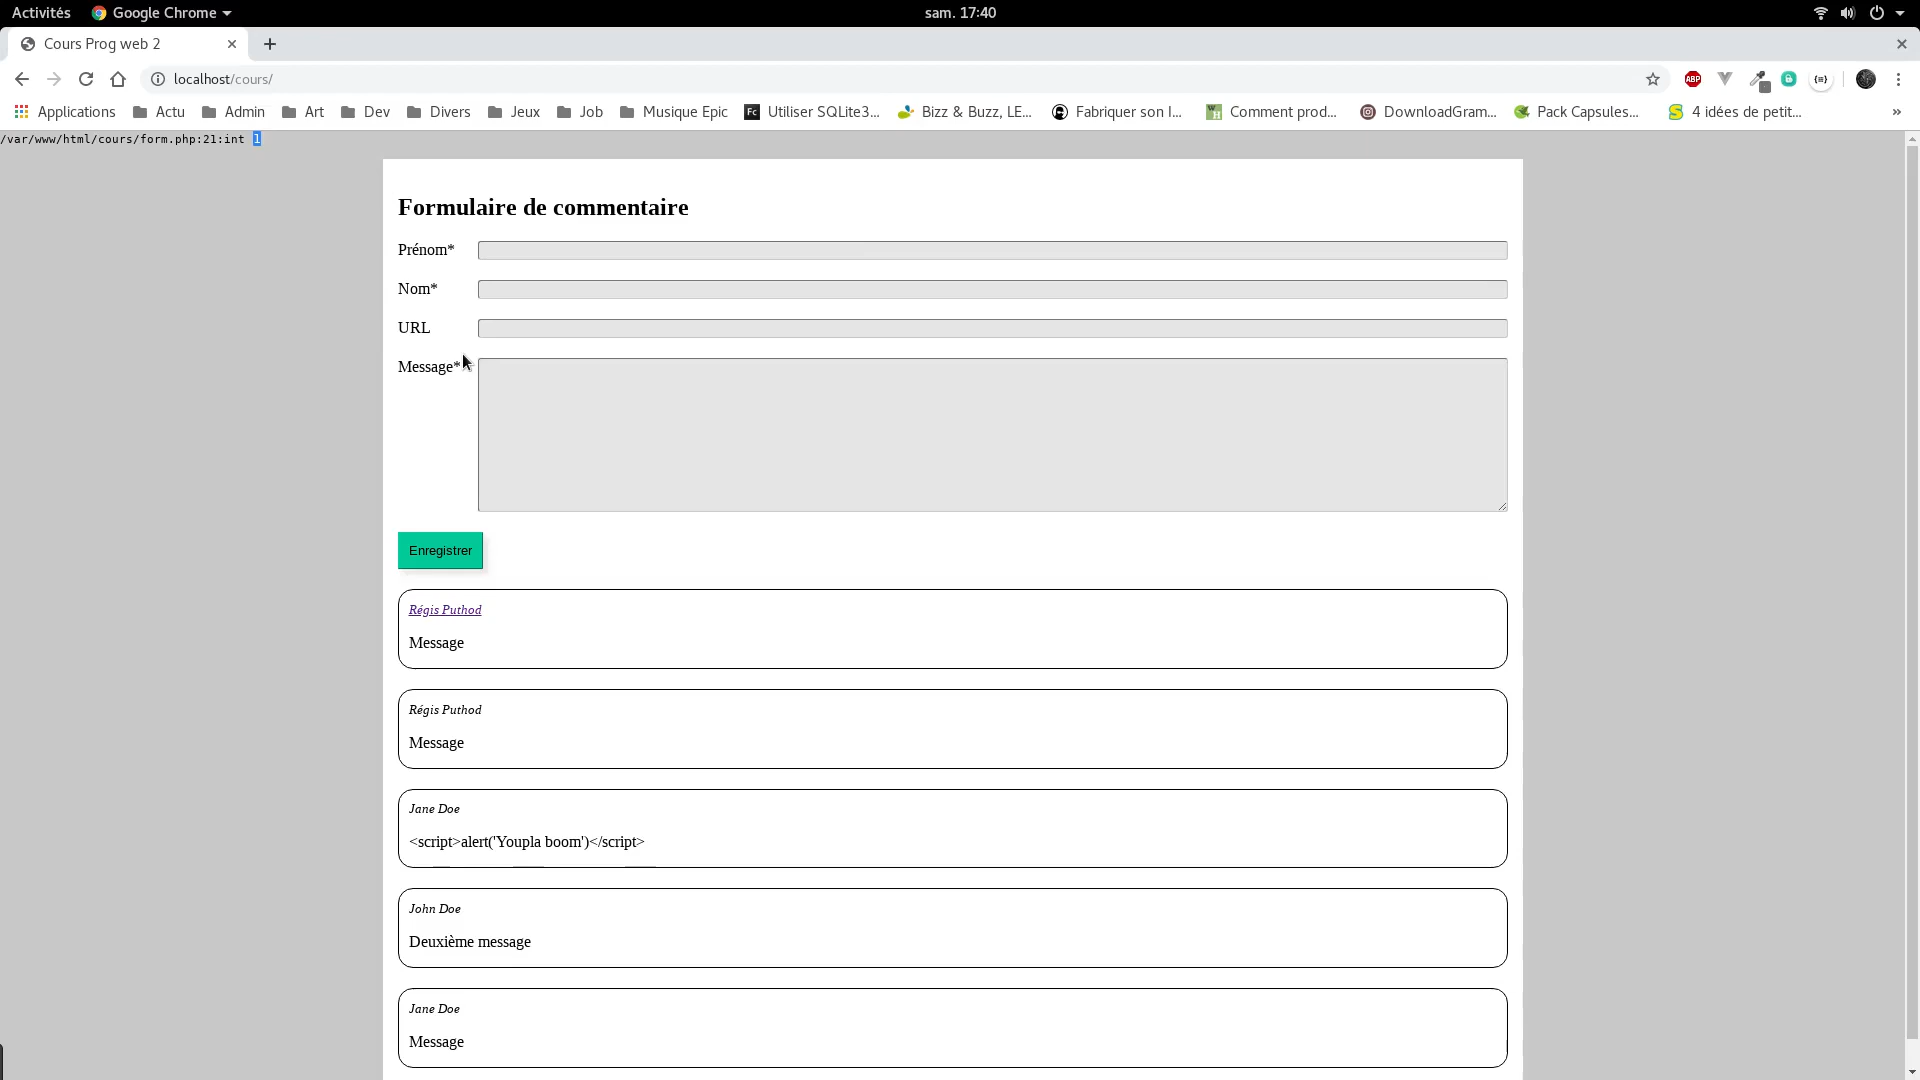 Activités Google Chrome sam. 17:40
Cours Prog web 2
localhost/cours/
ABP
Applications Actu Admin Art Dev Divers Jeux Job Musique Epic Utiliser SQLite3... Bizz & Buzz, LE... Fabriquer son I... Comment prod... DownloadGram... Pack Capsules... 4 idées de petit... »
/var/www/html/cours/form.php:21:int 1
Formulaire de commentaire
Prénom*
Nom*
URL
Message*
Enregistrer
Régis Puthod
Message
Régis Puthod
Message
Jane Doe
<script>alert('Youpla boom')</script>
John Doe
Deuxième message
Jane Doe
Message